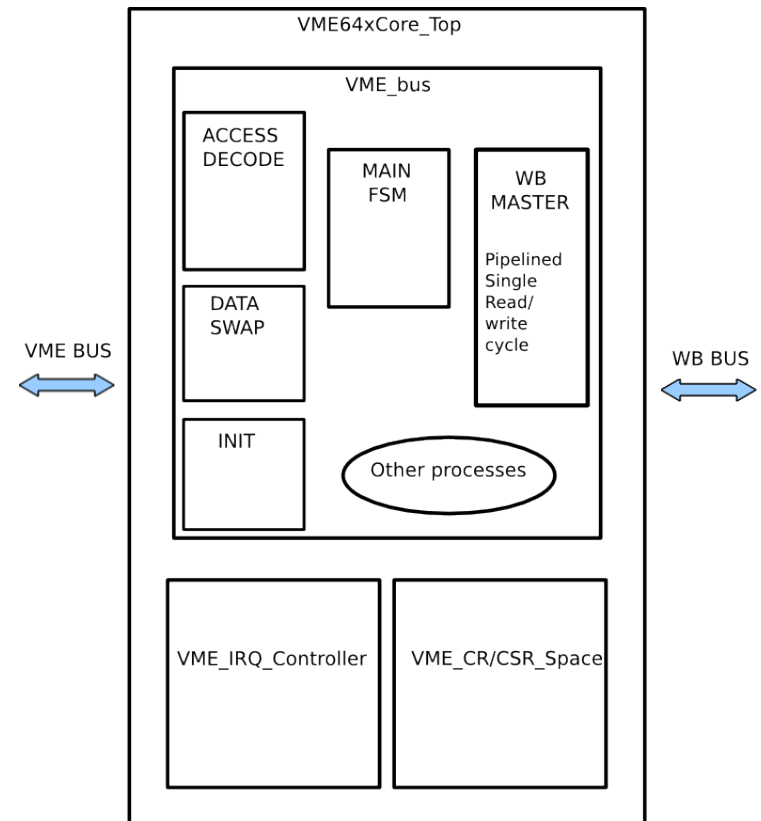 VME64xCore_Top
VME_bus
ACCESS
DECODE
MAIN
FSM
WB
MASTER
Pipelined
Single
Read/
write
cycle
DATA
SWAP
VME BUS
WB BUS
INIT
Other processes
VME_IRQ_Controller
VME_CR/CSR_Space